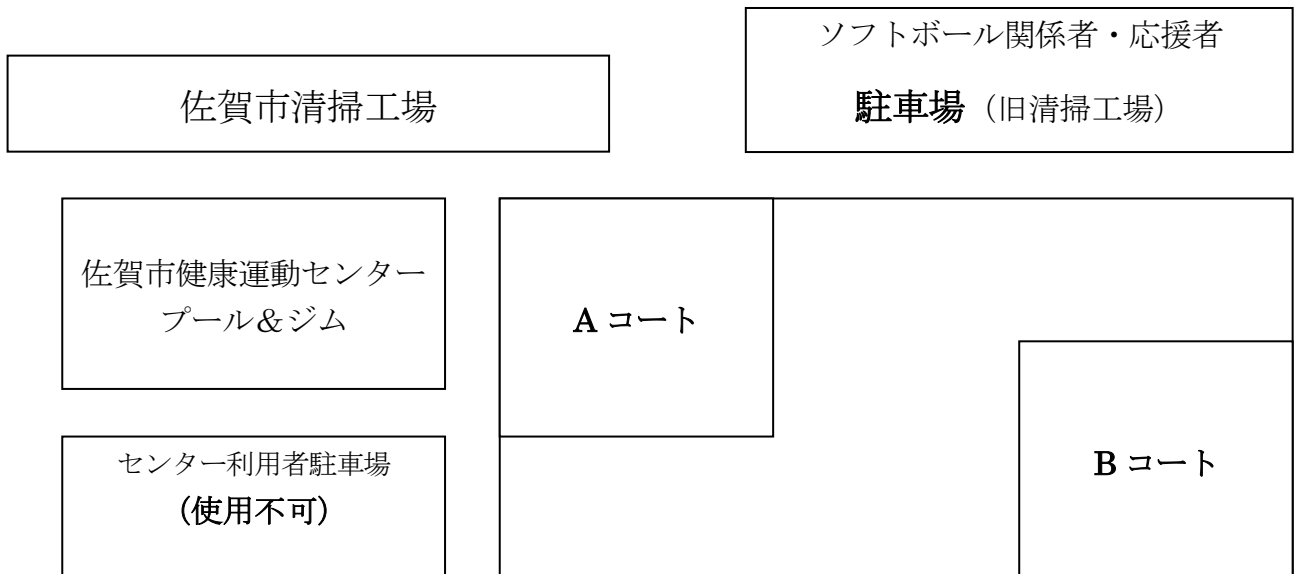 ソフトボール関係者・応援者
駐車場（旧清掃工場）
佐賀市清掃工場
佐賀市健康運動センター
プール＆ジム
A コート
B コート
センター利用者駐車場
（使用不可）